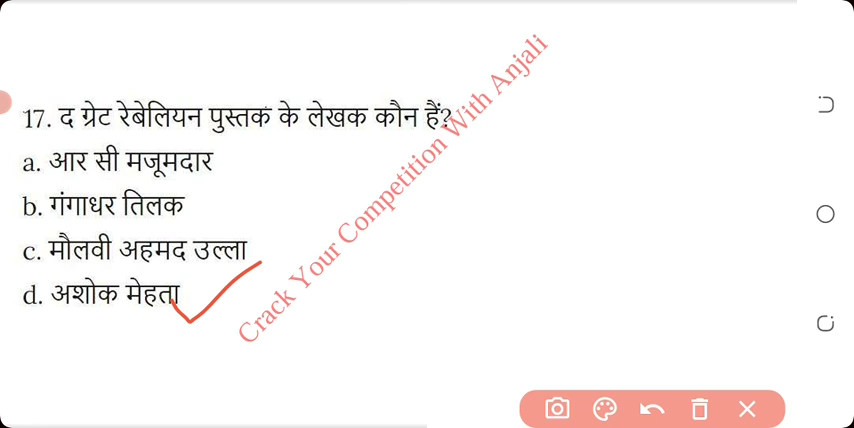 17. द ग्रेट रेबेलियन पुस्तक के लेखक कौन हैं?
a. आर सी मजूमदार
b. गंगाधर तिलक
c. मौलवी अहमद उल्ला
d. अशोक मेहता
Crack Your Competition With Anjali